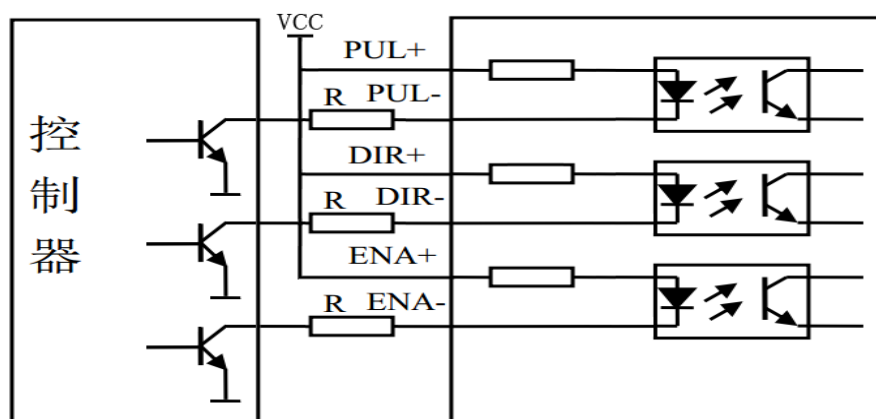 VCC
PUL+
R PUL-
控制器
DIR+
R DIR-
ENA+
R ENA-